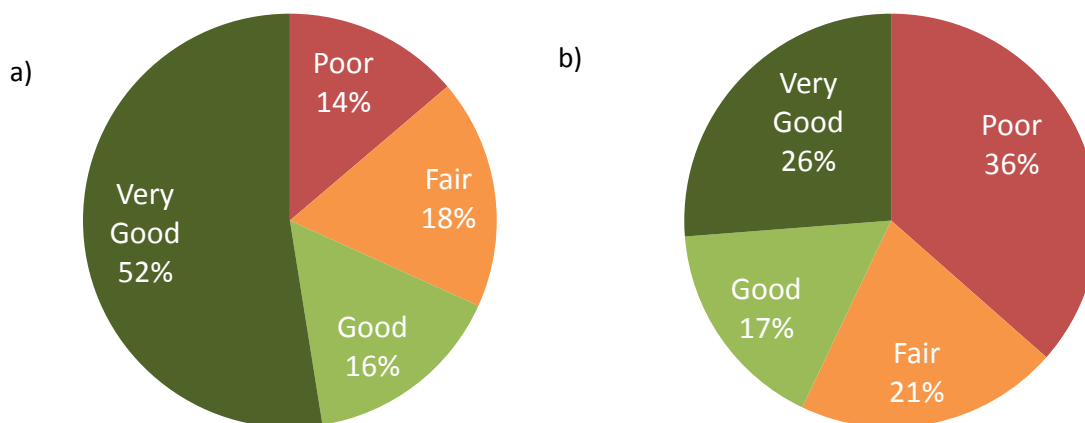 a)
Poor
14%
Fair
18%
Good
16%
Very
Good
52%
b)
Poor
36%
Fair
21%
Good
17%
Very
Good
26%